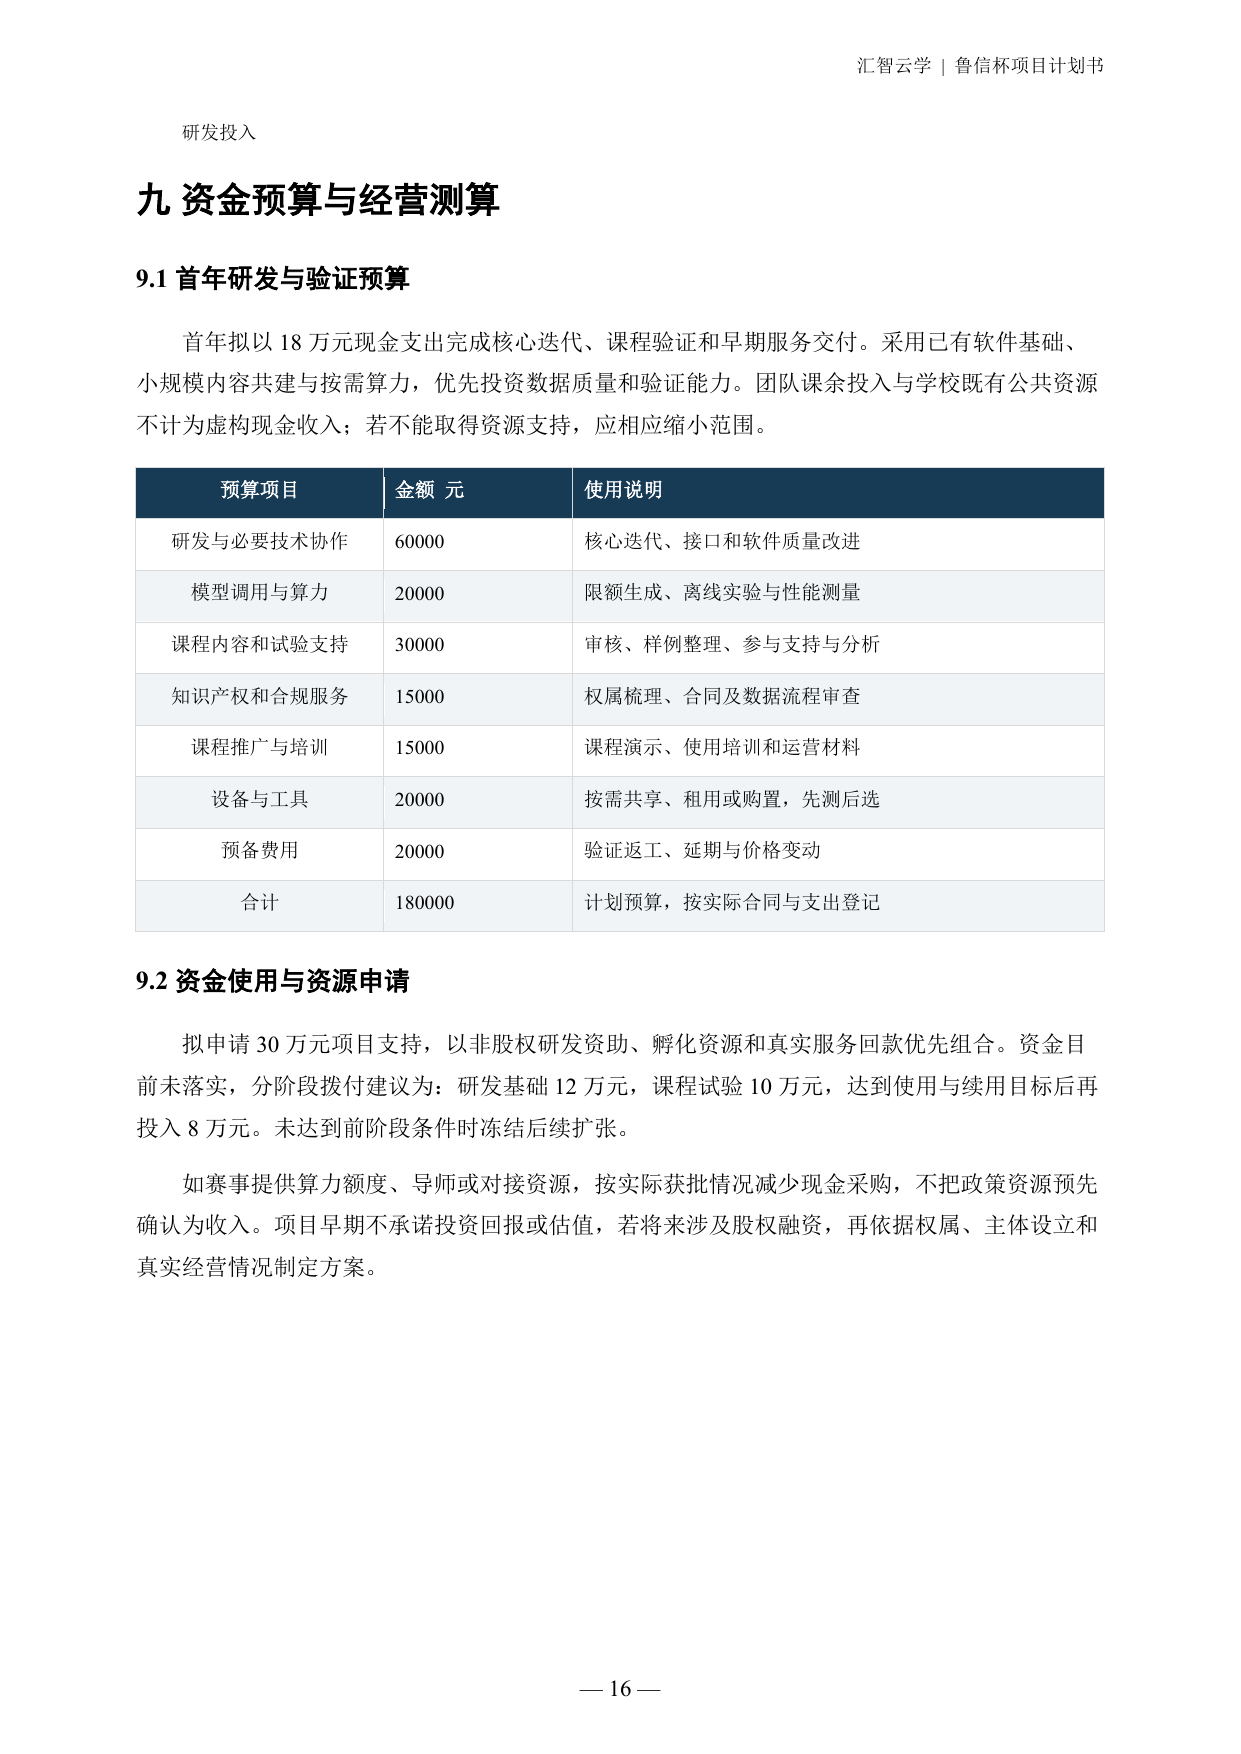 汇智云学 | 鲁信杯项目计划书
研发投入
九 资金预算与经营测算
9.1 首年研发与验证预算
首年拟以 18 万元现金支出完成核心迭代、课程验证和早期服务交付。采用已有软件基础、
小规模内容共建与按需算力，优先投资数据质量和验证能力。团队课余投入与学校既有公共资源
不计为虚构现金收入；若不能取得资源支持，应相应缩小范围。
预算项目 金额 元 使用说明
研发与必要技术协作 60000 核心迭代、接口和软件质量改进
模型调用与算力 20000 限额生成、离线实验与性能测量
课程内容和试验支持 30000 审核、样例整理、参与支持与分析
知识产权和合规服务 15000 权属梳理、合同及数据流程审查
课程推广与培训 15000 课程演示、使用培训和运营材料
设备与工具 20000 按需共享、租用或购置，先测后选
预备费用 20000 验证返工、延期与价格变动
合计 180000 计划预算，按实际合同与支出登记
9.2 资金使用与资源申请
拟申请 30 万元项目支持，以非股权研发资助、孵化资源和真实服务回款优先组合。资金目
前未落实，分阶段拨付建议为：研发基础 12 万元，课程试验 10 万元，达到使用与续用目标后再
投入 8 万元。未达到前阶段条件时冻结后续扩张。
如赛事提供算力额度、导师或对接资源，按实际获批情况减少现金采购，不把政策资源预先
确认为收入。项目早期不承诺投资回报或估值，若将来涉及股权融资，再依据权属、主体设立和
真实经营情况制定方案。
— 16 —